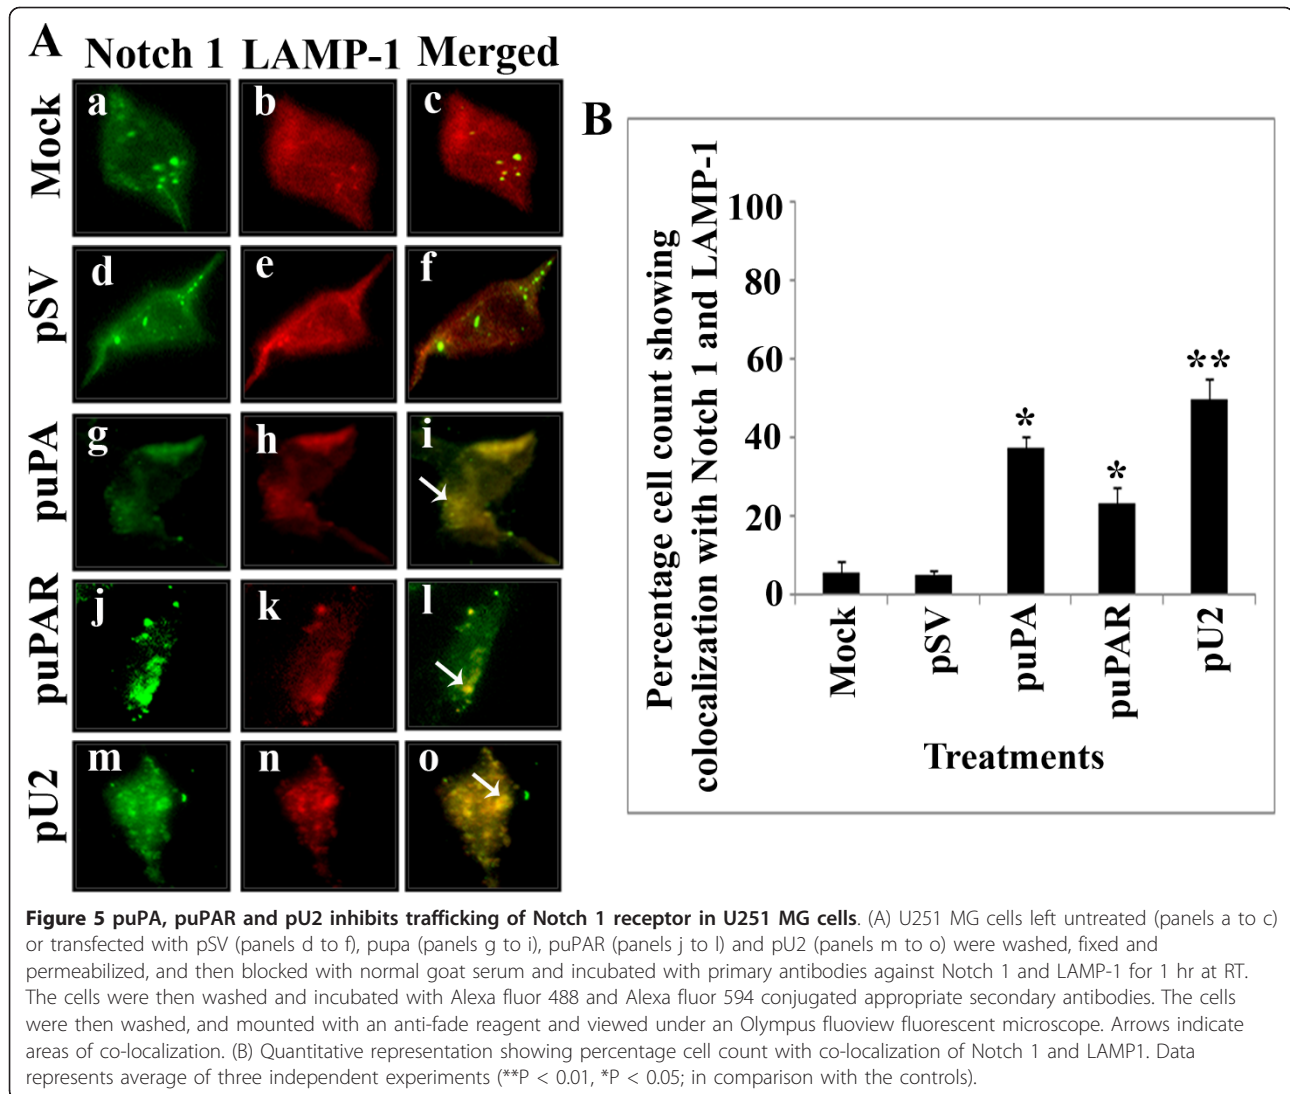 A
Notch 1 LAMP-1 Merged
Mock
a
b
c
pSV
d
e
f
puPA
g
h
i
puPAR
j
k
l
pU2
m
n
o
B
Percentage cell count showing
colocalization with Notch 1 and LAMP-1
100
80
60
40
20
0
*
*
**
Mock
pSV
puPA
puPAR
pU2
Treatments
Figure 5 puPA, puPAR and pU2 inhibits trafficking of Notch 1 receptor in U251 MG cells. (A) U251 MG cells left untreated (panels a to c)
or transfected with pSV (panels d to f), pupa (panels g to i), puPAR (panels j to l) and pU2 (panels m to o) were washed, fixed and
permeabilized, and then blocked with normal goat serum and incubated with primary antibodies against Notch 1 and LAMP-1 for 1 hr at RT.
The cells were then washed and incubated with Alexa fluor 488 and Alexa fluor 594 conjugated appropriate secondary antibodies. The cells
were then washed, and mounted with an anti-fade reagent and viewed under an Olympus fluoview fluorescent microscope. Arrows indicate
areas of co-localization. (B) Quantitative representation showing percentage cell count with co-localization of Notch 1 and LAMP1. Data
represents average of three independent experiments (**P < 0.01, *P < 0.05; in comparison with the controls).